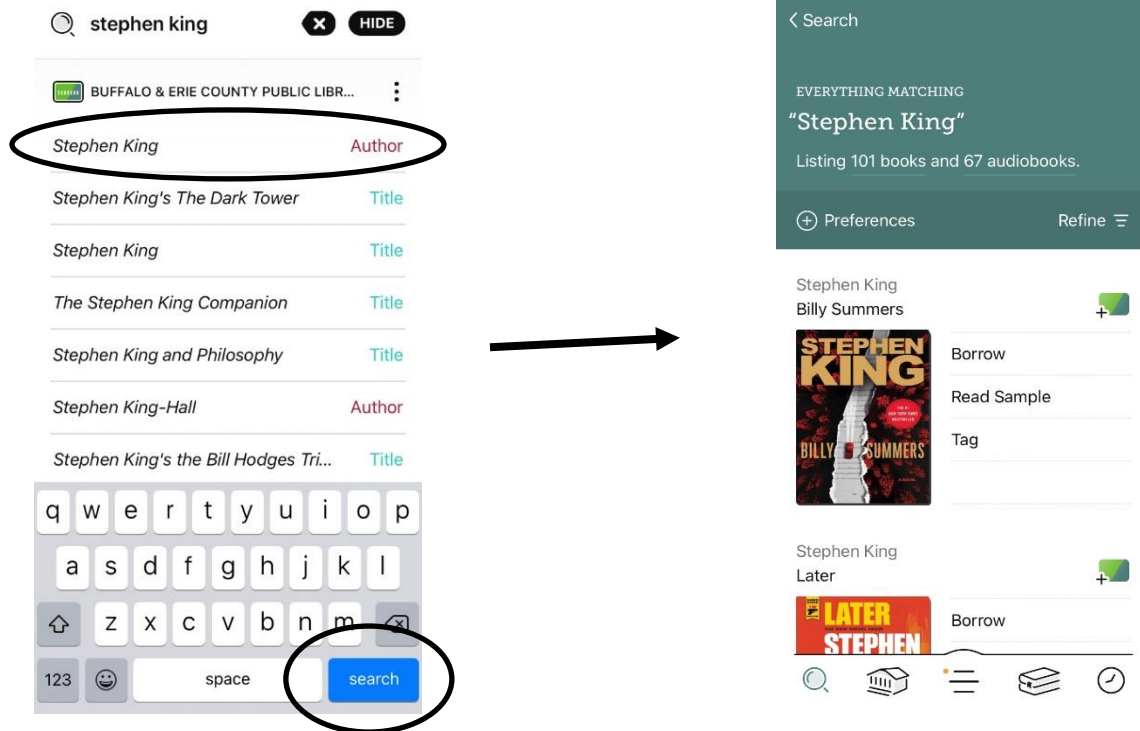 stephen king
HIDE
BUFFALO & ERIE COUNTY PUBLIC LIBR...
Stephen King Author
Stephen King's The Dark Tower Title
Stephen King Title
The Stephen King Companion Title
Stephen King and Philosophy Title
Stephen King-Hall Author
Stephen King's the Bill Hodges Tri... Title
q w e r t y u i o p
a s d f g h j k l
z x c v b n m
123 space search
Search
EVERYTHING MATCHING
“Stephen King”
Listing 101 books and 67 audiobooks.
Preferences Refine
Stephen King
Billy Summers
STEPHEN
KING
BILLY SUMMERS
Borrow
Read Sample
Tag
Stephen King
Later
LATER
STEPHEN
Borrow